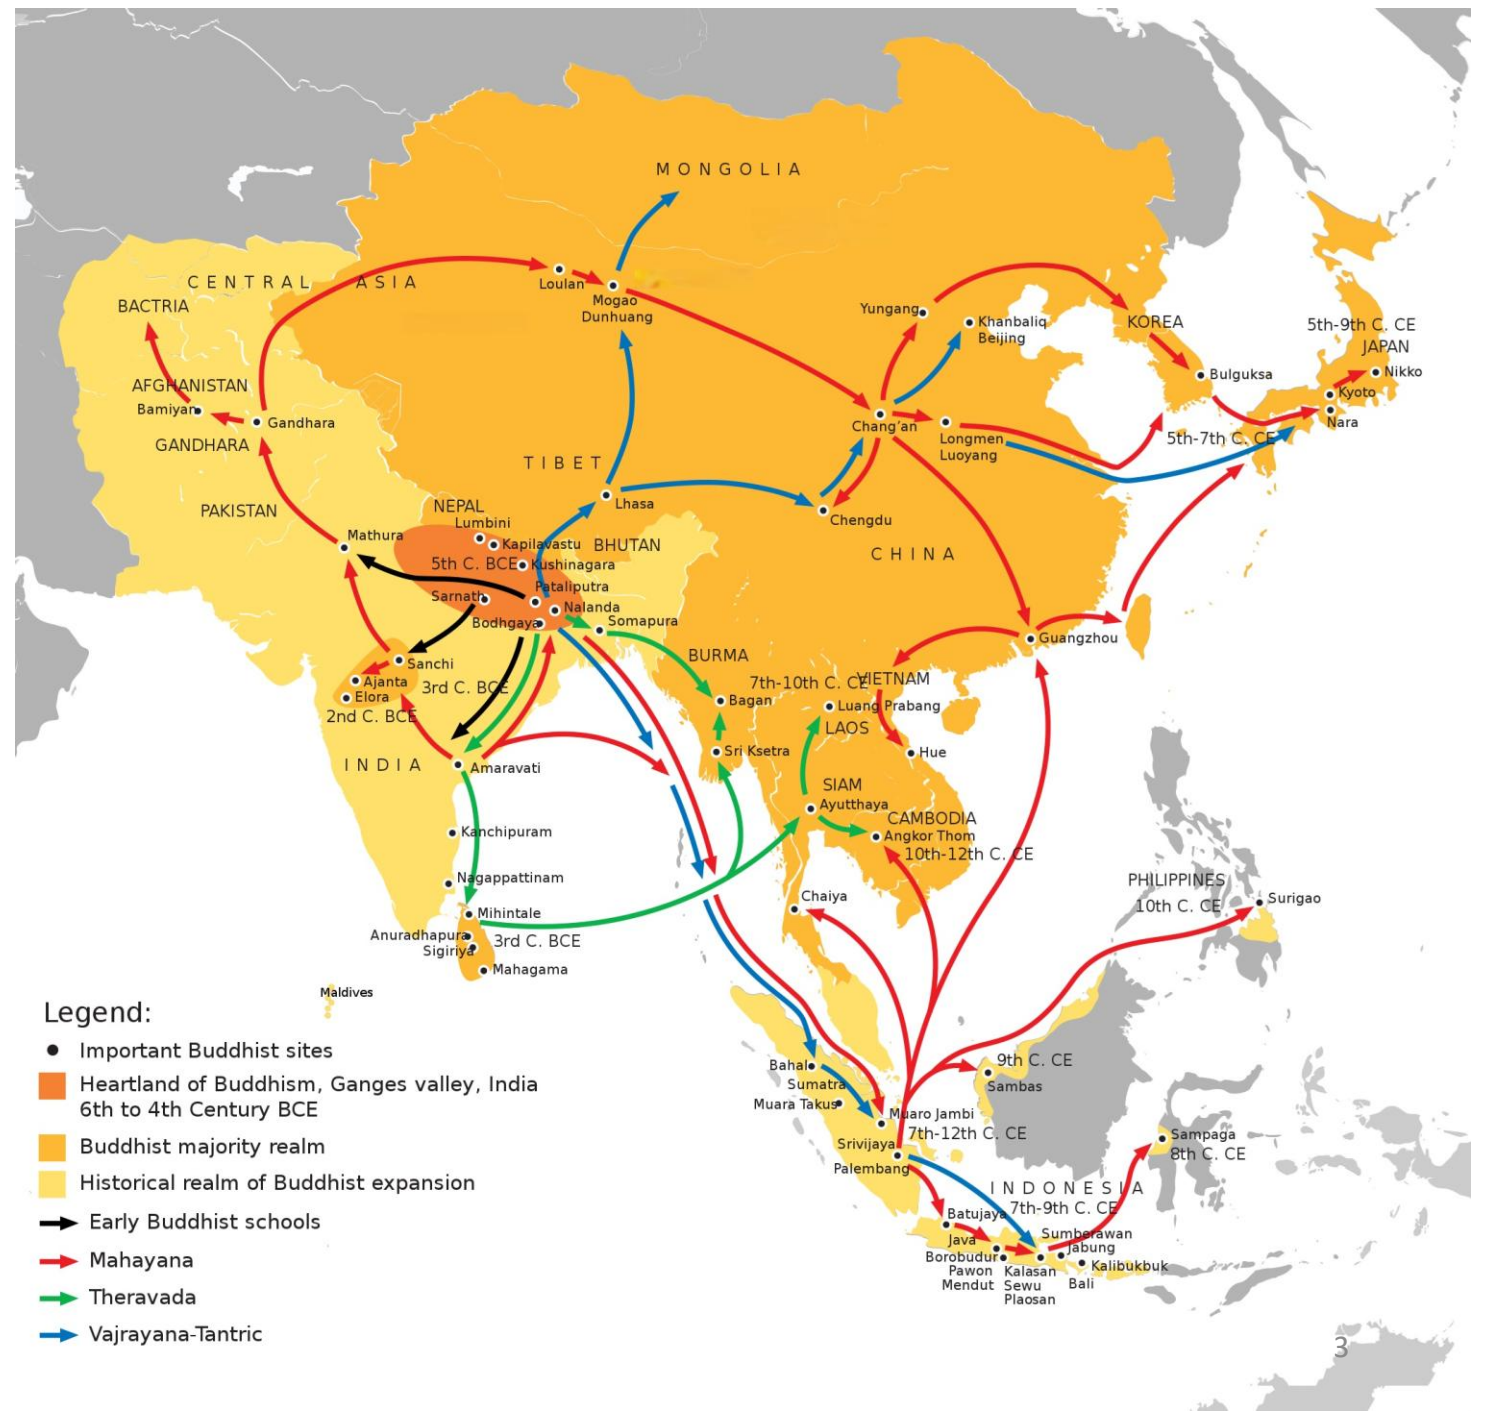 MONGOLIA
CENTRAL ASIA
BACTRIA
Loulan
Mogao
Dunhuang
Yungang
Khanbaliq
Beijing
KOREA
5th-9th C. CE
JAPAN
AFGHANISTAN
Bamiyan
Gandhara
GANDHARA
Bulguksa
Nikko
Kyoto
Nara
Chang'an
Longmen
Luoyang
5th-7th C. CE
TIBET
Lhasa
Chengdu
CHINA
PAKISTAN
Mathura
NEPAL
Lumbini
Kapilavastu
BHUTAN
5th C. BCE
Kushinagara
Pataliputra
Sarnath
Nalanda
Bodhgaya
Somapura
Guangzhou
Sanchi
Ajanta
Elora
3rd C. BCE
2nd C. BCE
BURMA
7th-10th C. CE
VIETNAM
Bagan
Luang Prabang
LAOS
Sri Ksetra
Hue
INDIA
Amaravati
SIAM
Ayutthaya
CAMBODIA
Angkor Thom
10th-12th C. CE
Kanchipuram
Nagappattinam
Chaiya
PHILIPPINES
10th C. CE
Surigao
Mihintale
Anuradhapura
Sigiriya
3rd C. BCE
Mahagama
Maldives
Legend:
Important Buddhist sites
Heartland of Buddhism, Ganges valley, India
6th to 4th Century BCE
Buddhist majority realm
Historical realm of Buddhist expansion
Early Buddhist schools
Mahayana
Theravada
Vajrayana-Tantric
Bahal
Sumatra
Muara Takus
9th C. CE
Sambas
Muaro Jambi
7th-12th C. CE
Srivijaya
Palembang
Sampaga
8th C. CE
INDONESIA
7th-9th C. CE
Batujaya
Java
Sumberawan
Jabung
Borobudur
Pawon
Mendut
Kalasan
Sewu
Plaosan
Kalibukbuk
Bali
3